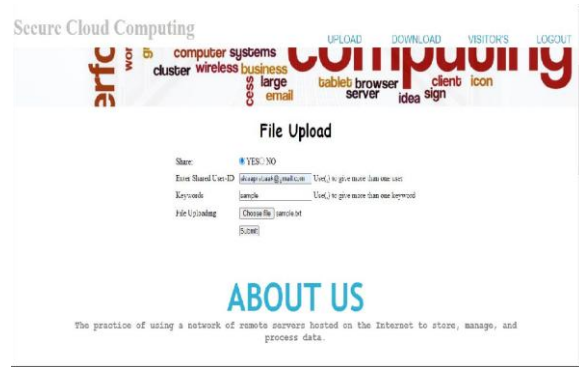 Secure Cloud Computing
UPLOAD DOWNLOAD VISITOR'S LOGOUT
computer systems
cluster wireless business
large
email
tablet browser
server
client icon
idea sign
File Upload
Share: YES NO
Enter Shared User-ID Use(,) to give more than one user
Keywords sample Use(,) to give more than one keyword
File Uploading Choose file sample.txt
Submit
ABOUT US
The practice of using a network of remote servers hosted on the Internet to store, manage, and
process data.